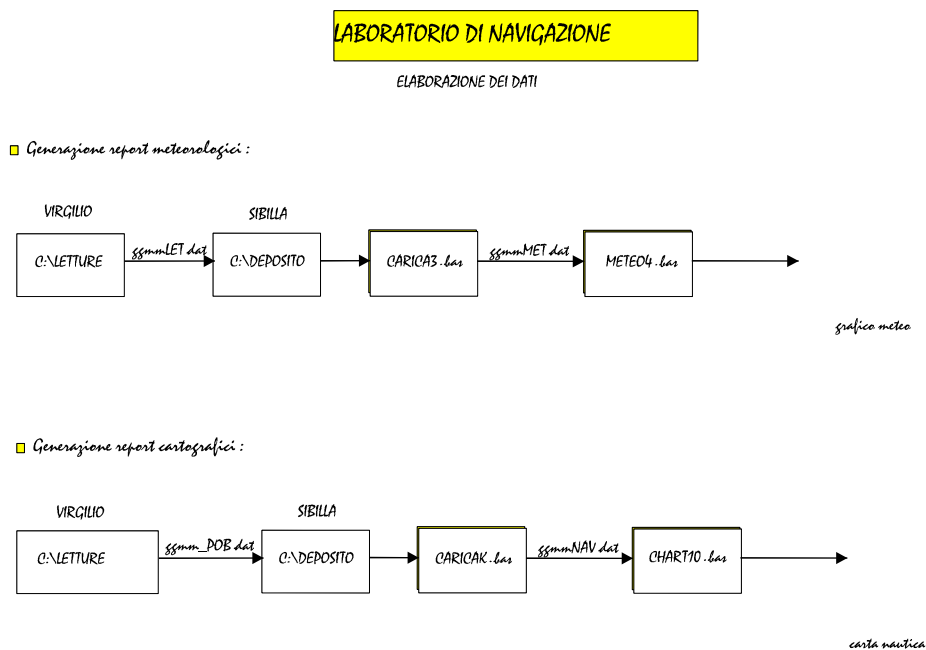 LABORATORIO DI NAVIGAZIONE
ELABORAZIONE DEI DATI
Generazione report meteorologici :
VIRGILIO
SIBILLA
C:\LETTURE
ggmmLET dat
C:\DEPOSITO
CARICA3.bas
ggmmMET dat
METEO4.bas
grafico meteo
Generazione report cartografici :
VIRGILIO
SIBILLA
C:\LETTURE
ggmm_POB dat
C:\DEPOSITO
CARICAK.bas
ggmmNAV dat
CHART10.bas
carta nautica